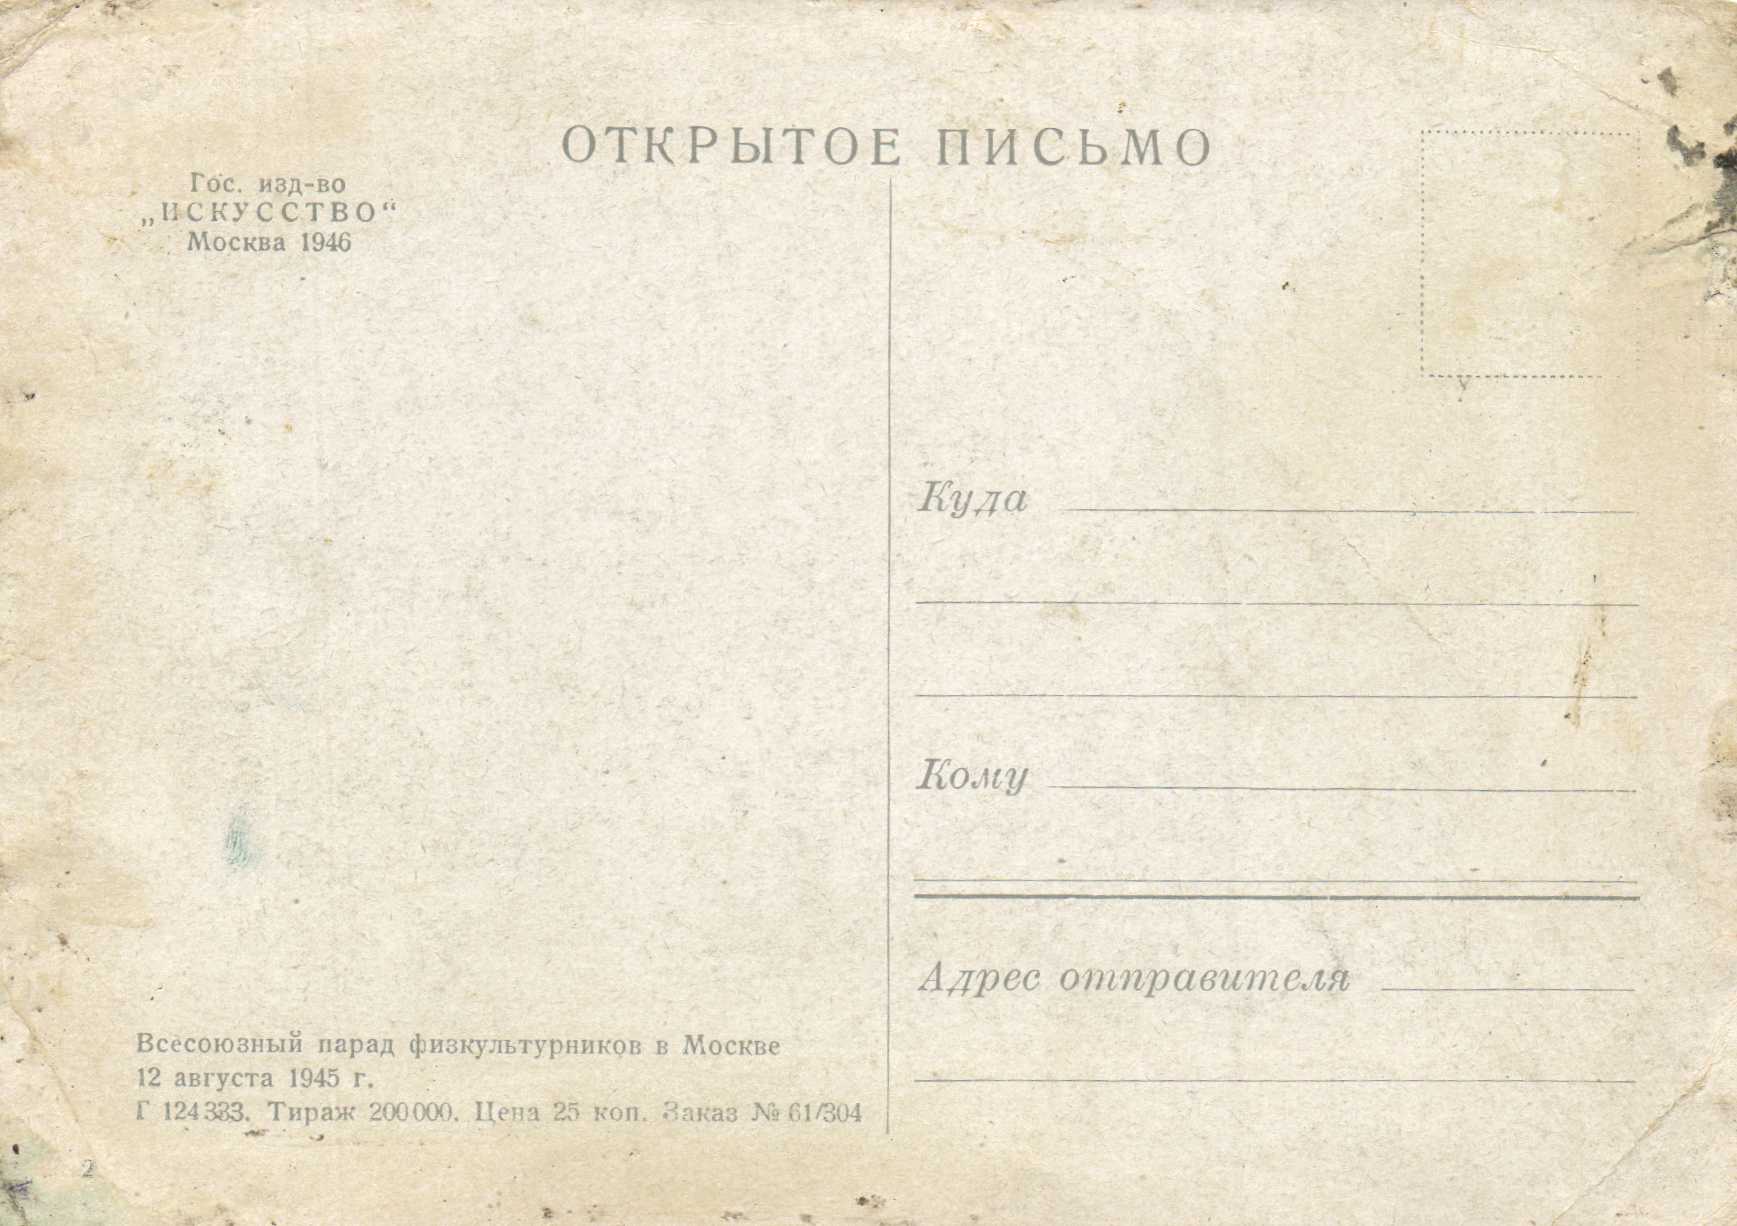 ОТКРЫТОЕ ПИСЬМО
Гос. изд-во
„ИСКУССТВО“
Москва 1946
Куда
Кому
Адрес отправителя
Всесоюзный парад физкультурников в Москве
12 августа 1945 г.
Г 124333. Тираж 200000. Цена 25 коп. Заказ № 61/304
2